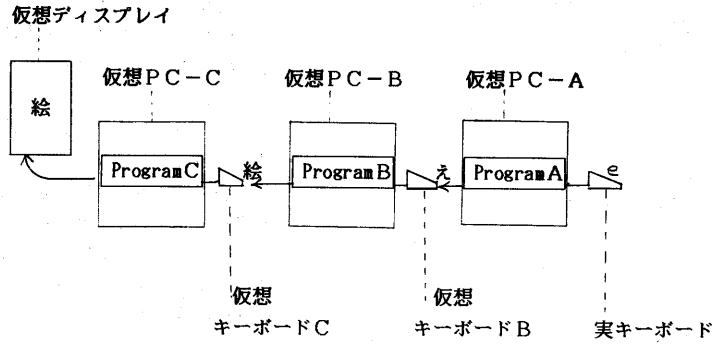 仮想ディスプレイ
仮想PC-C 仮想PC-B 仮想PC-A
絵
ProgramC 絵 ProgramB え ProgramA e
仮想 仮想
キーボードC キーボードB 実キーボード